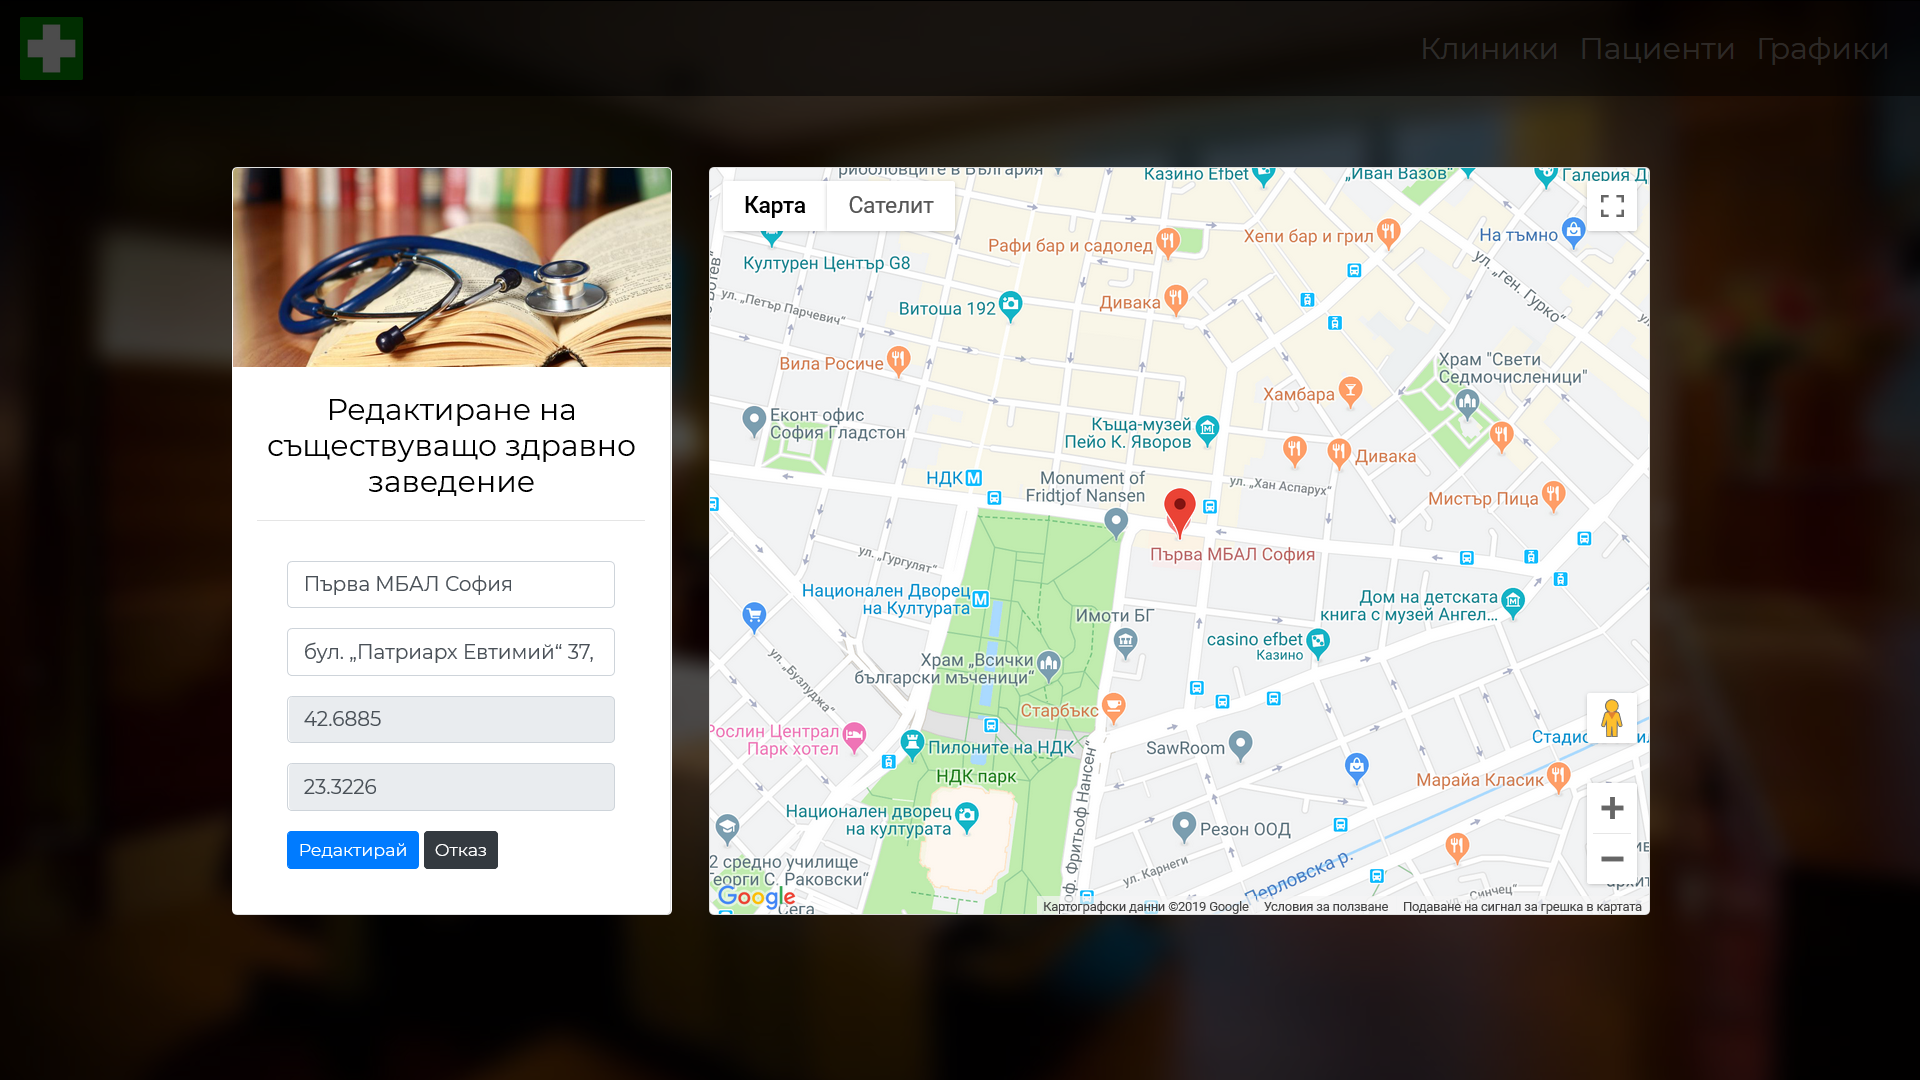 Клиники Пациенти Графики
Редактиране на
съществуващо здравно
заведение
Първа МБАЛ София
бул. „Патриарх Евтимий“ 37,
42.6885
23.3226
Редактирай Отказ
Карта Сателит
риболовците в България
Казино Efbet
„Иван Вазов"
Галерия Д
Рафи бар и садолед
Хепи бар и грил
На тъмно
Културен Център G8
ул. „ген. Гурко“
ул. „Петър Парчевич“
Витоша 192
Дивака
Вила Росиче
Храм "Свети
Седмочисленици"
Хамбара
Еконт офис
София Гладстон
Къща-музей
Пейо К. Яворов
Дивака
НДК
Monument of
Fridtjof Nansen
ул. „Хан Аспарух“
Мистър Пица
Първа МБАЛ София
ул. „Гургулят“
Национален Дворец
на Културата
Дом на детската
книга с музей Ангел...
Имоти БГ
casino efbet
Казино
Храм „Всички
български мъченици“
ул. „Бузлуджа“
Старбъкс
Рослин Централ
Парк хотел
Пилоните на НДК
SawRoom
НДК парк
Марайа Класик
Национален дворец
на културата
Резон ООД
оф. Фритьоф Нансен“
2 средно училище
Георги С. Раковски“
ул. Карнеги
Перловска р.
„Синчец“
Google
Сега
Картографски данни ©2019 Google Условия за ползване Подаване на сигнал за грешка в картата